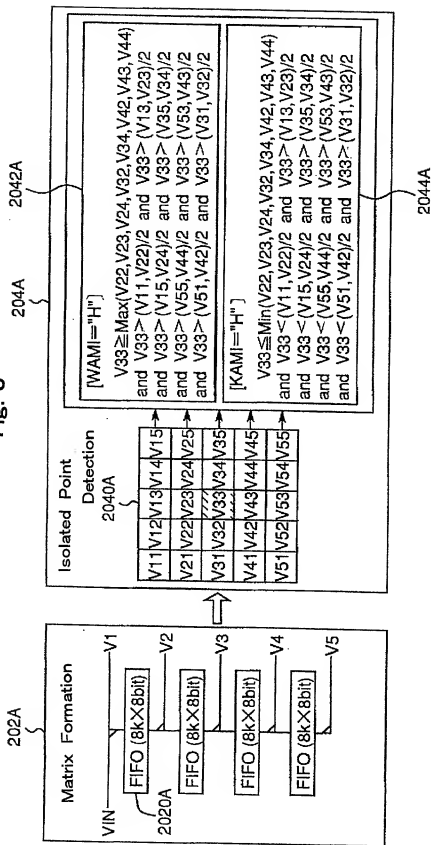 Fig.
202A
Matrix Formation
VIN
V1
FIFO (8k×8bit)
V2
FIFO (8k×8bit)
V3
FIFO (8k×8bit)
V4
FIFO (8k×8bit)
V5
2020A
204A
Isolated Point
Detection
2040A
V11 V12 V13 V14 V15
V21 V22 V23 V24 V25
V31 V32 V33 V34 V35
V41 V42 V43 V44 V45
V51 V52 V53 V54 V55
2042A
[WAMI="H"]
V33≧Max(V22,V23,V24,V32,V34,V42,V43,V44)
and V33>(V11,V22)/2 and V33>(V13,V23)/2
and V33>(V15,V24)/2 and V33>(V35,V34)/2
and V33>(V55,V44)/2 and V33>(V53,V43)/2
and V33>(V51,V42)/2 and V33>(V31,V32)/2
[KAMI="H"]
V33≦Min(V22,V23,V24,V32,V34,V42,V43,V44)
and V33<(V11,V22)/2 and V33>(V13,V23)/2
and V33<(V15,V24)/2 and V33>(V35,V34)/2
and V33<(V55,V44)/2 and V33>(V53,V43)/2
and V33<(V51,V42)/2 and V33>(V31,V32)/2
2044A